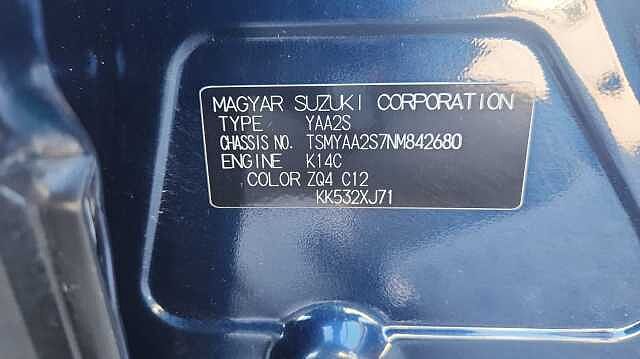 MAGYAR SUZUKI CORPORATION
TYPE YAA2S
CHASSIS NO. TSMYAA2S7NM842680
ENGINE K14C
COLOR ZQ4 C12
KK532XJ71